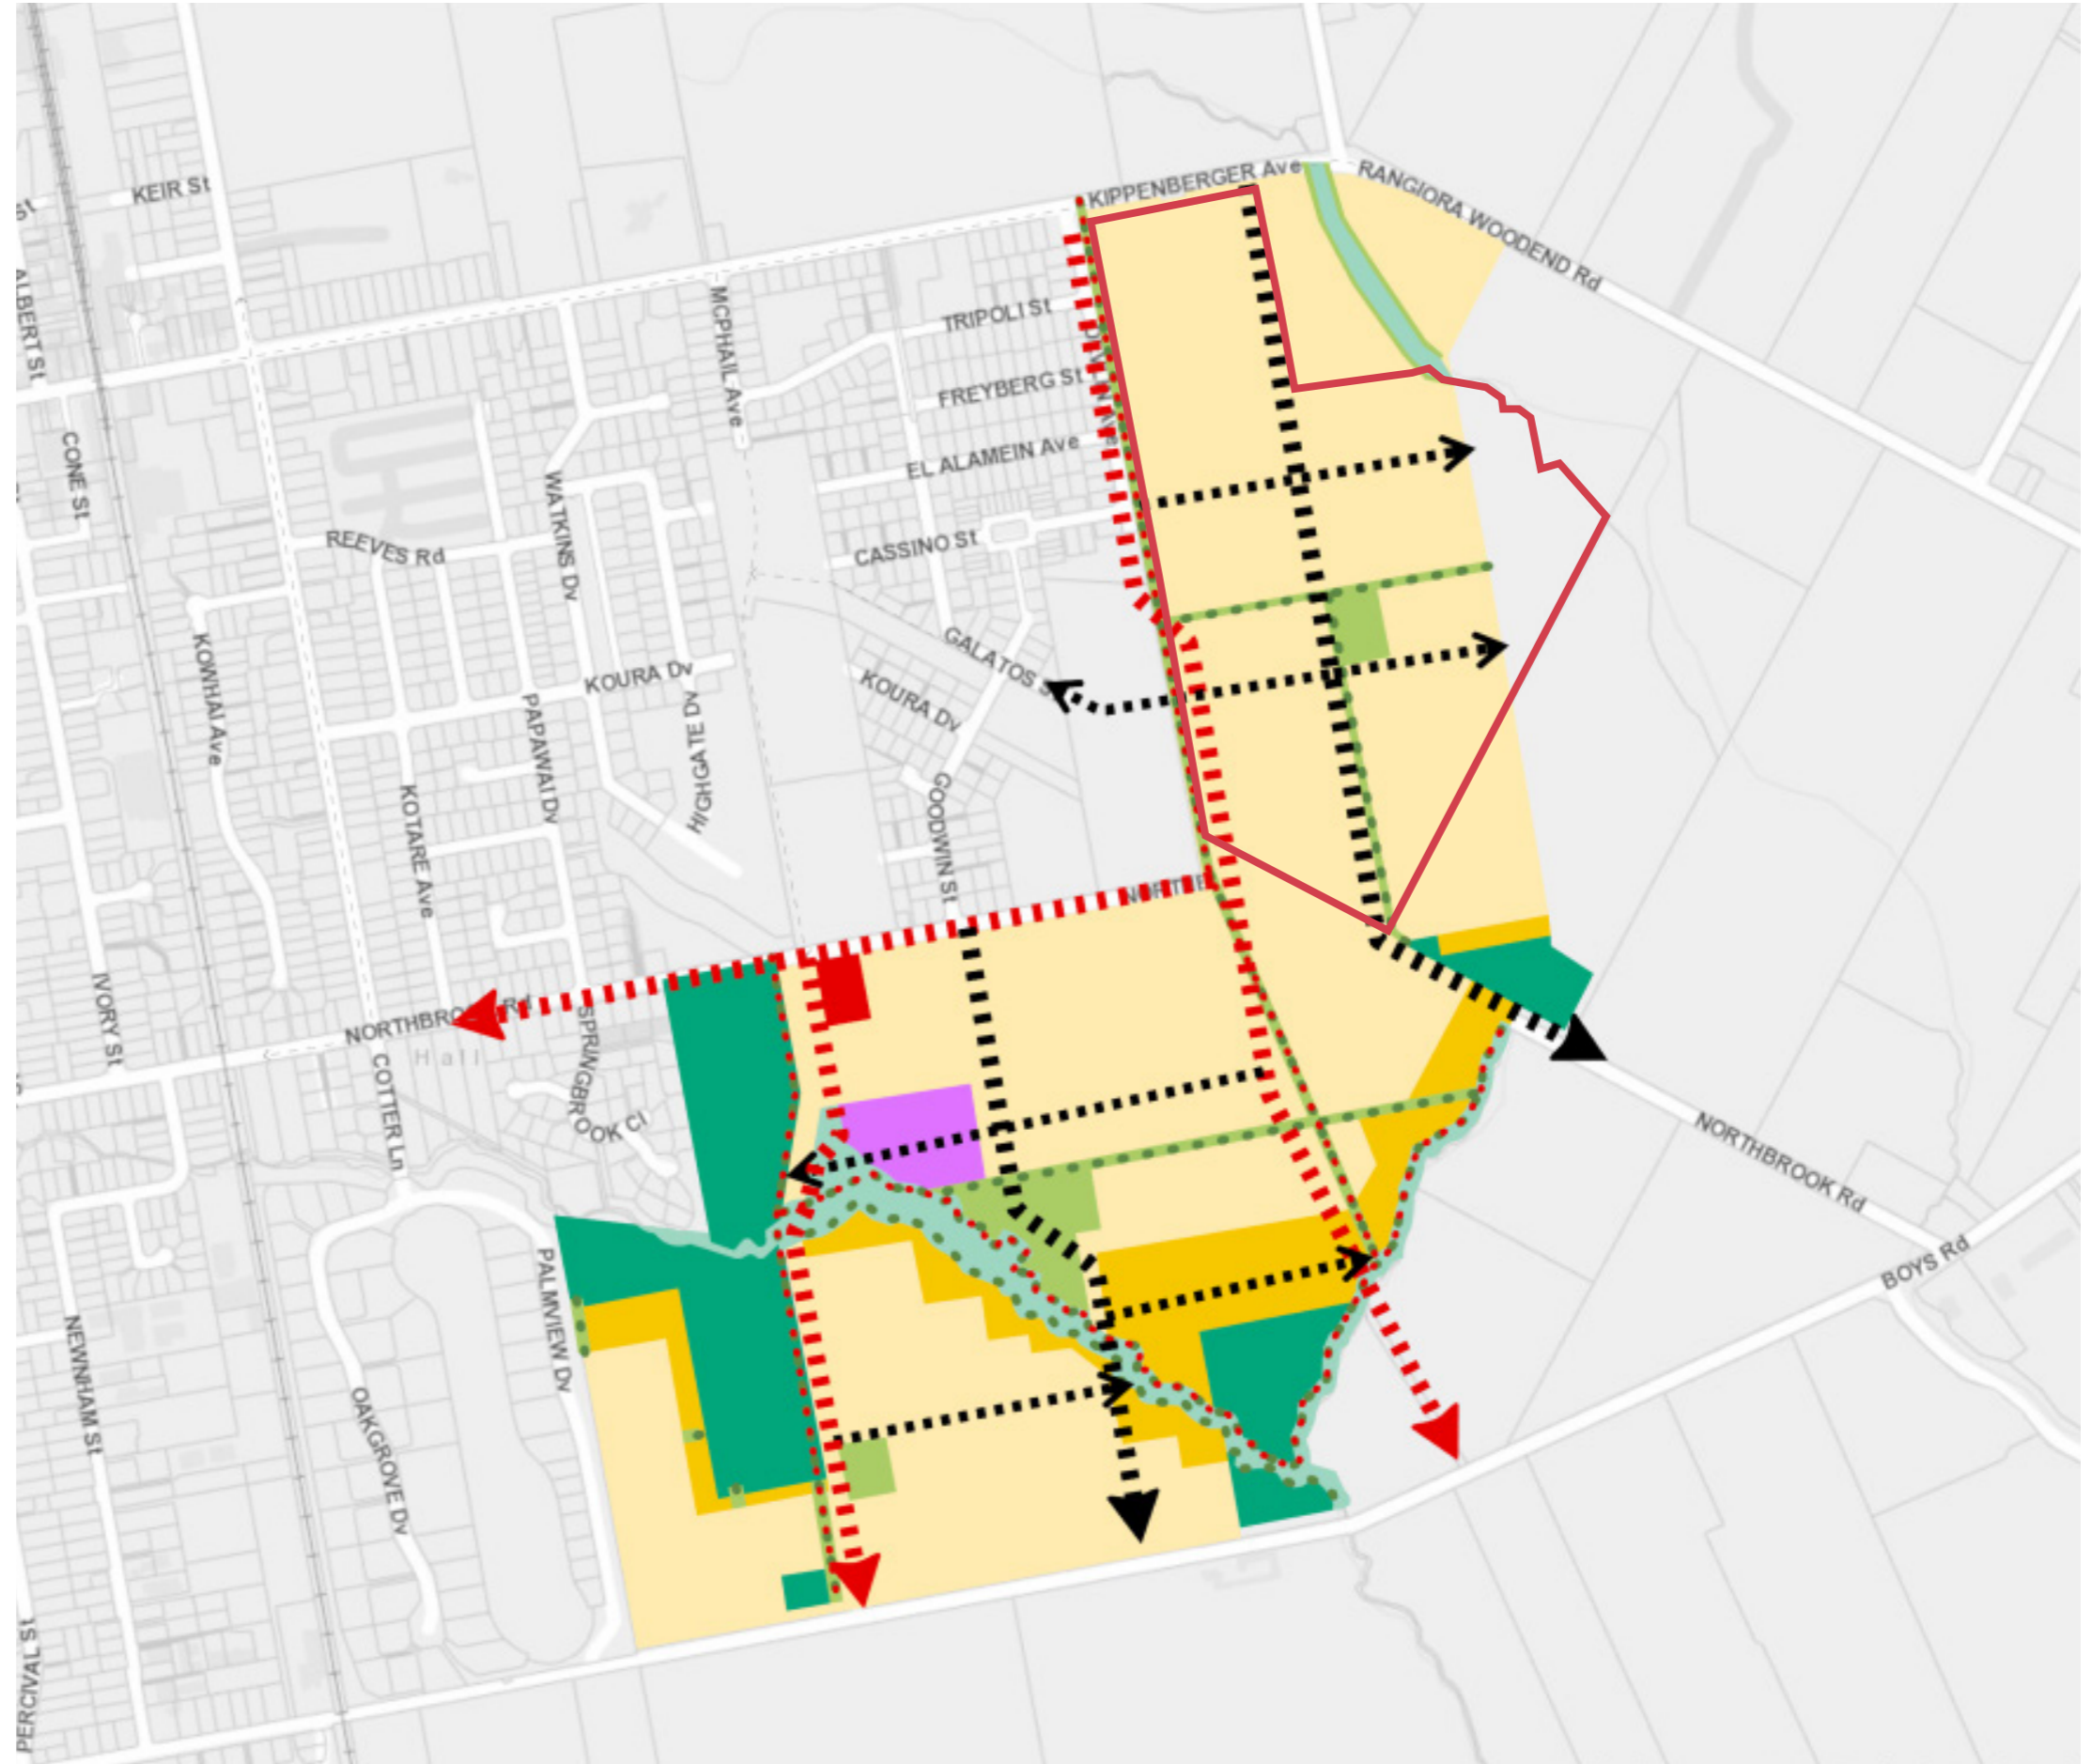 KIPPENBERGER Ave
RANGIORA WOODEND Rd
KEIR St
St
ALBERT St
MCPHAIL Ave
TRIPOLI St
FREYBERG St
EL ALAMEIN Ave
CONE St
WATKINS Dv
REEVES Rd
CASSINO St
KOWHAI Ave
GALATOS S
KOURA Dv
KOURA Dv
PAPAWAI Dv
HIGHGATE Dv
KOTARE Ave
GOODWIN St
IVORY St
NORTHBRO Rd
Hall
SPRINGBROOK Cl
COTTER Ln
NORTHBROOK Rd
BOYS Rd
PALMVIEW Dv
NEWNHAM St
OAKGROVE Dv
PERCIVAL St